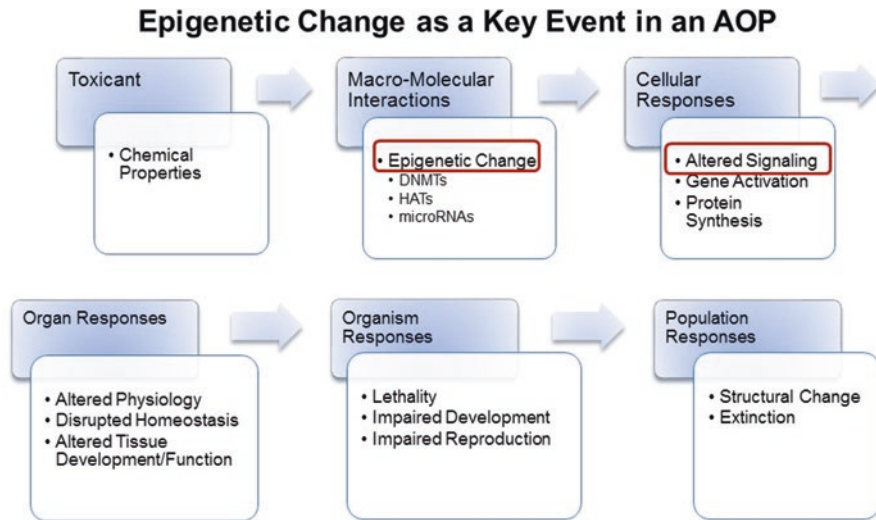 Epigenetic Change as a Key Event in an AOP
Toxicant
• Chemical
Properties
Macro-Molecular
Interactions
• Epigenetic Change
• DNMTs
• HATs
• microRNAs
Cellular
Responses
• Altered Signaling
• Gene Activation
• Protein
Synthesis
Organ Responses
• Altered Physiology
• Disrupted Homeostasis
• Altered Tissue
Development/Function
Organism
Responses
• Lethality
• Impaired Development
• Impaired Reproduction
Population
Responses
• Structural Change
• Extinction